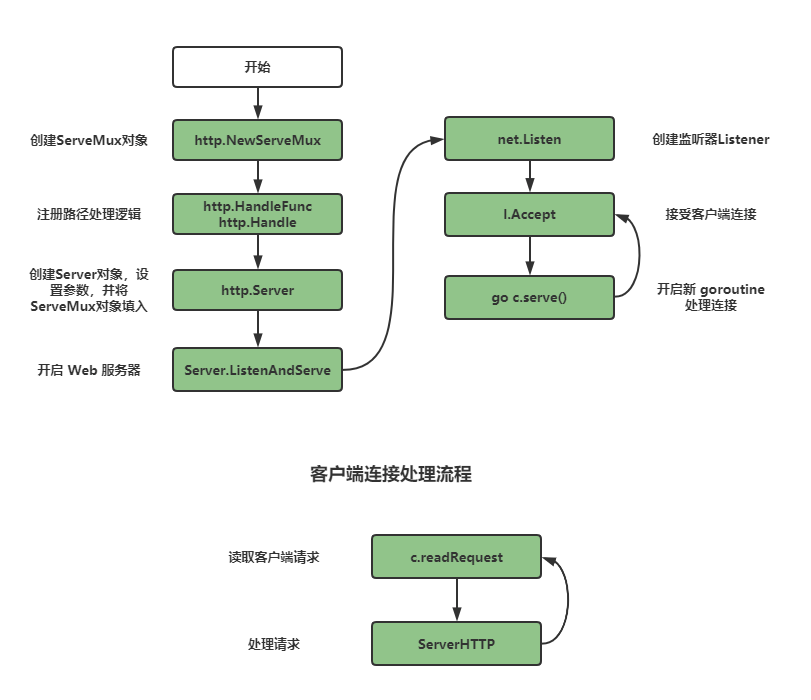 开始
创建ServeMux对象
http.NewServeMux
注册路径处理逻辑
http.HandleFunc
http.Handle
创建Server对象，设
置参数，并将
ServeMux对象填入
http.Server
开启 Web 服务器
Server.ListenAndServe
net.Listen
创建监听器Listener
l.Accept
接受客户端连接
go c.serve()
开启新 goroutine
处理连接
客户端连接处理流程
读取客户端请求
c.readRequest
处理请求
ServerHTTP